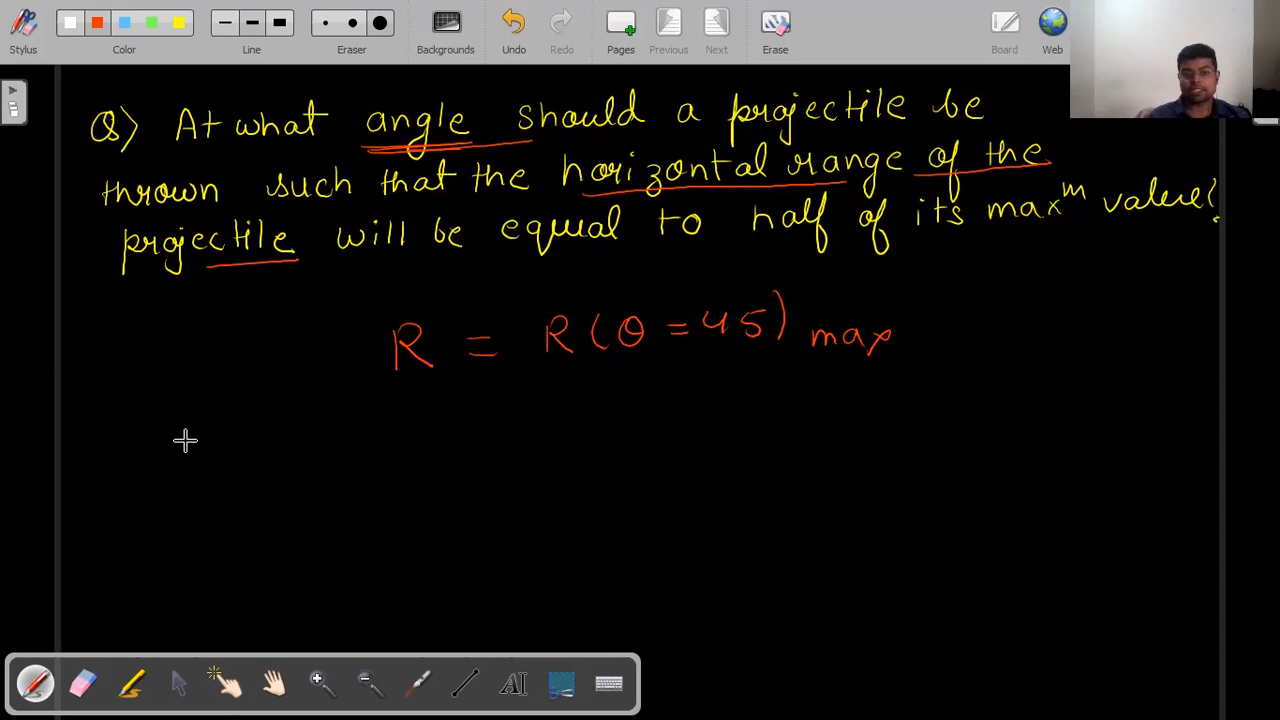 Stylus Color Line Eraser Backgrounds Undo Redo Pages Previous Next Erase Board Web
Q) At what angle should a projectile be
thrown such that the horizontal range of the
projectile will be equal to half of its maxᵐ value?
R = R(θ=45) max
AI